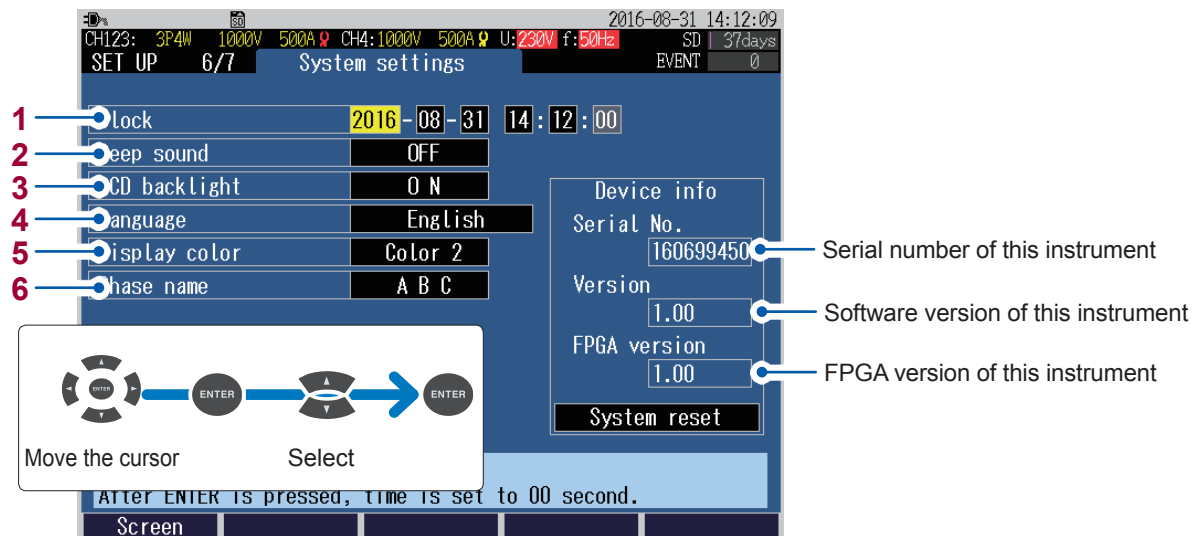 SD 2016-08-31 14:12:09
CH123: 3P4W 1000V 500A CH4:1000V 500A U:230V f:50Hz SD 37days
SET UP 6/7 System settings EVENT 0
1 lock 2016-08-31 14:12:00
2 eep sound OFF
3 CD backlight O N
4 anguage English
5 isplay color Color 2
6 hase name A B C
Device info
Serial No.
160699450 Serial number of this instrument
Version
1.00 Software version of this instrument
FPGA version
1.00 FPGA version of this instrument
System reset
ENTER ENTER ENTER
Move the cursor Select
After ENTER is pressed, time is set to 00 second.
Screen